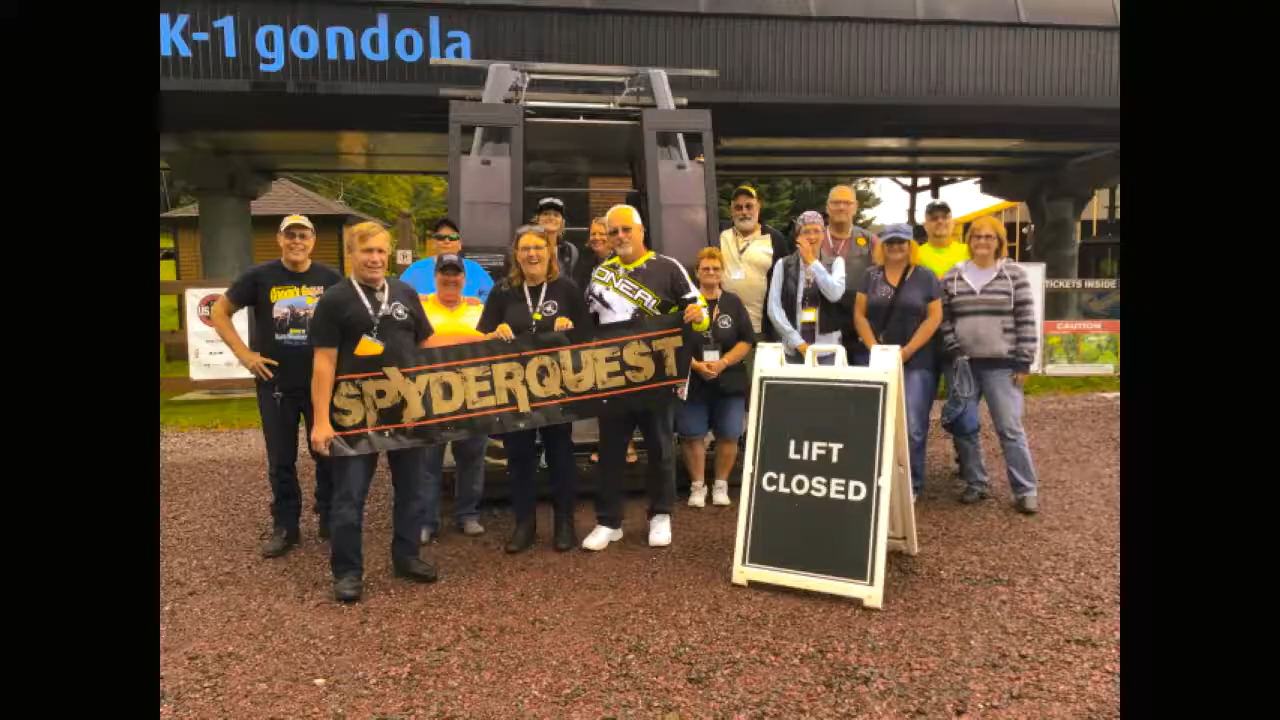 K-1 gondola
ONEAL
SPYDERQUEST
TICKETS INSIDE
CAUTION
LIFT
CLOSED